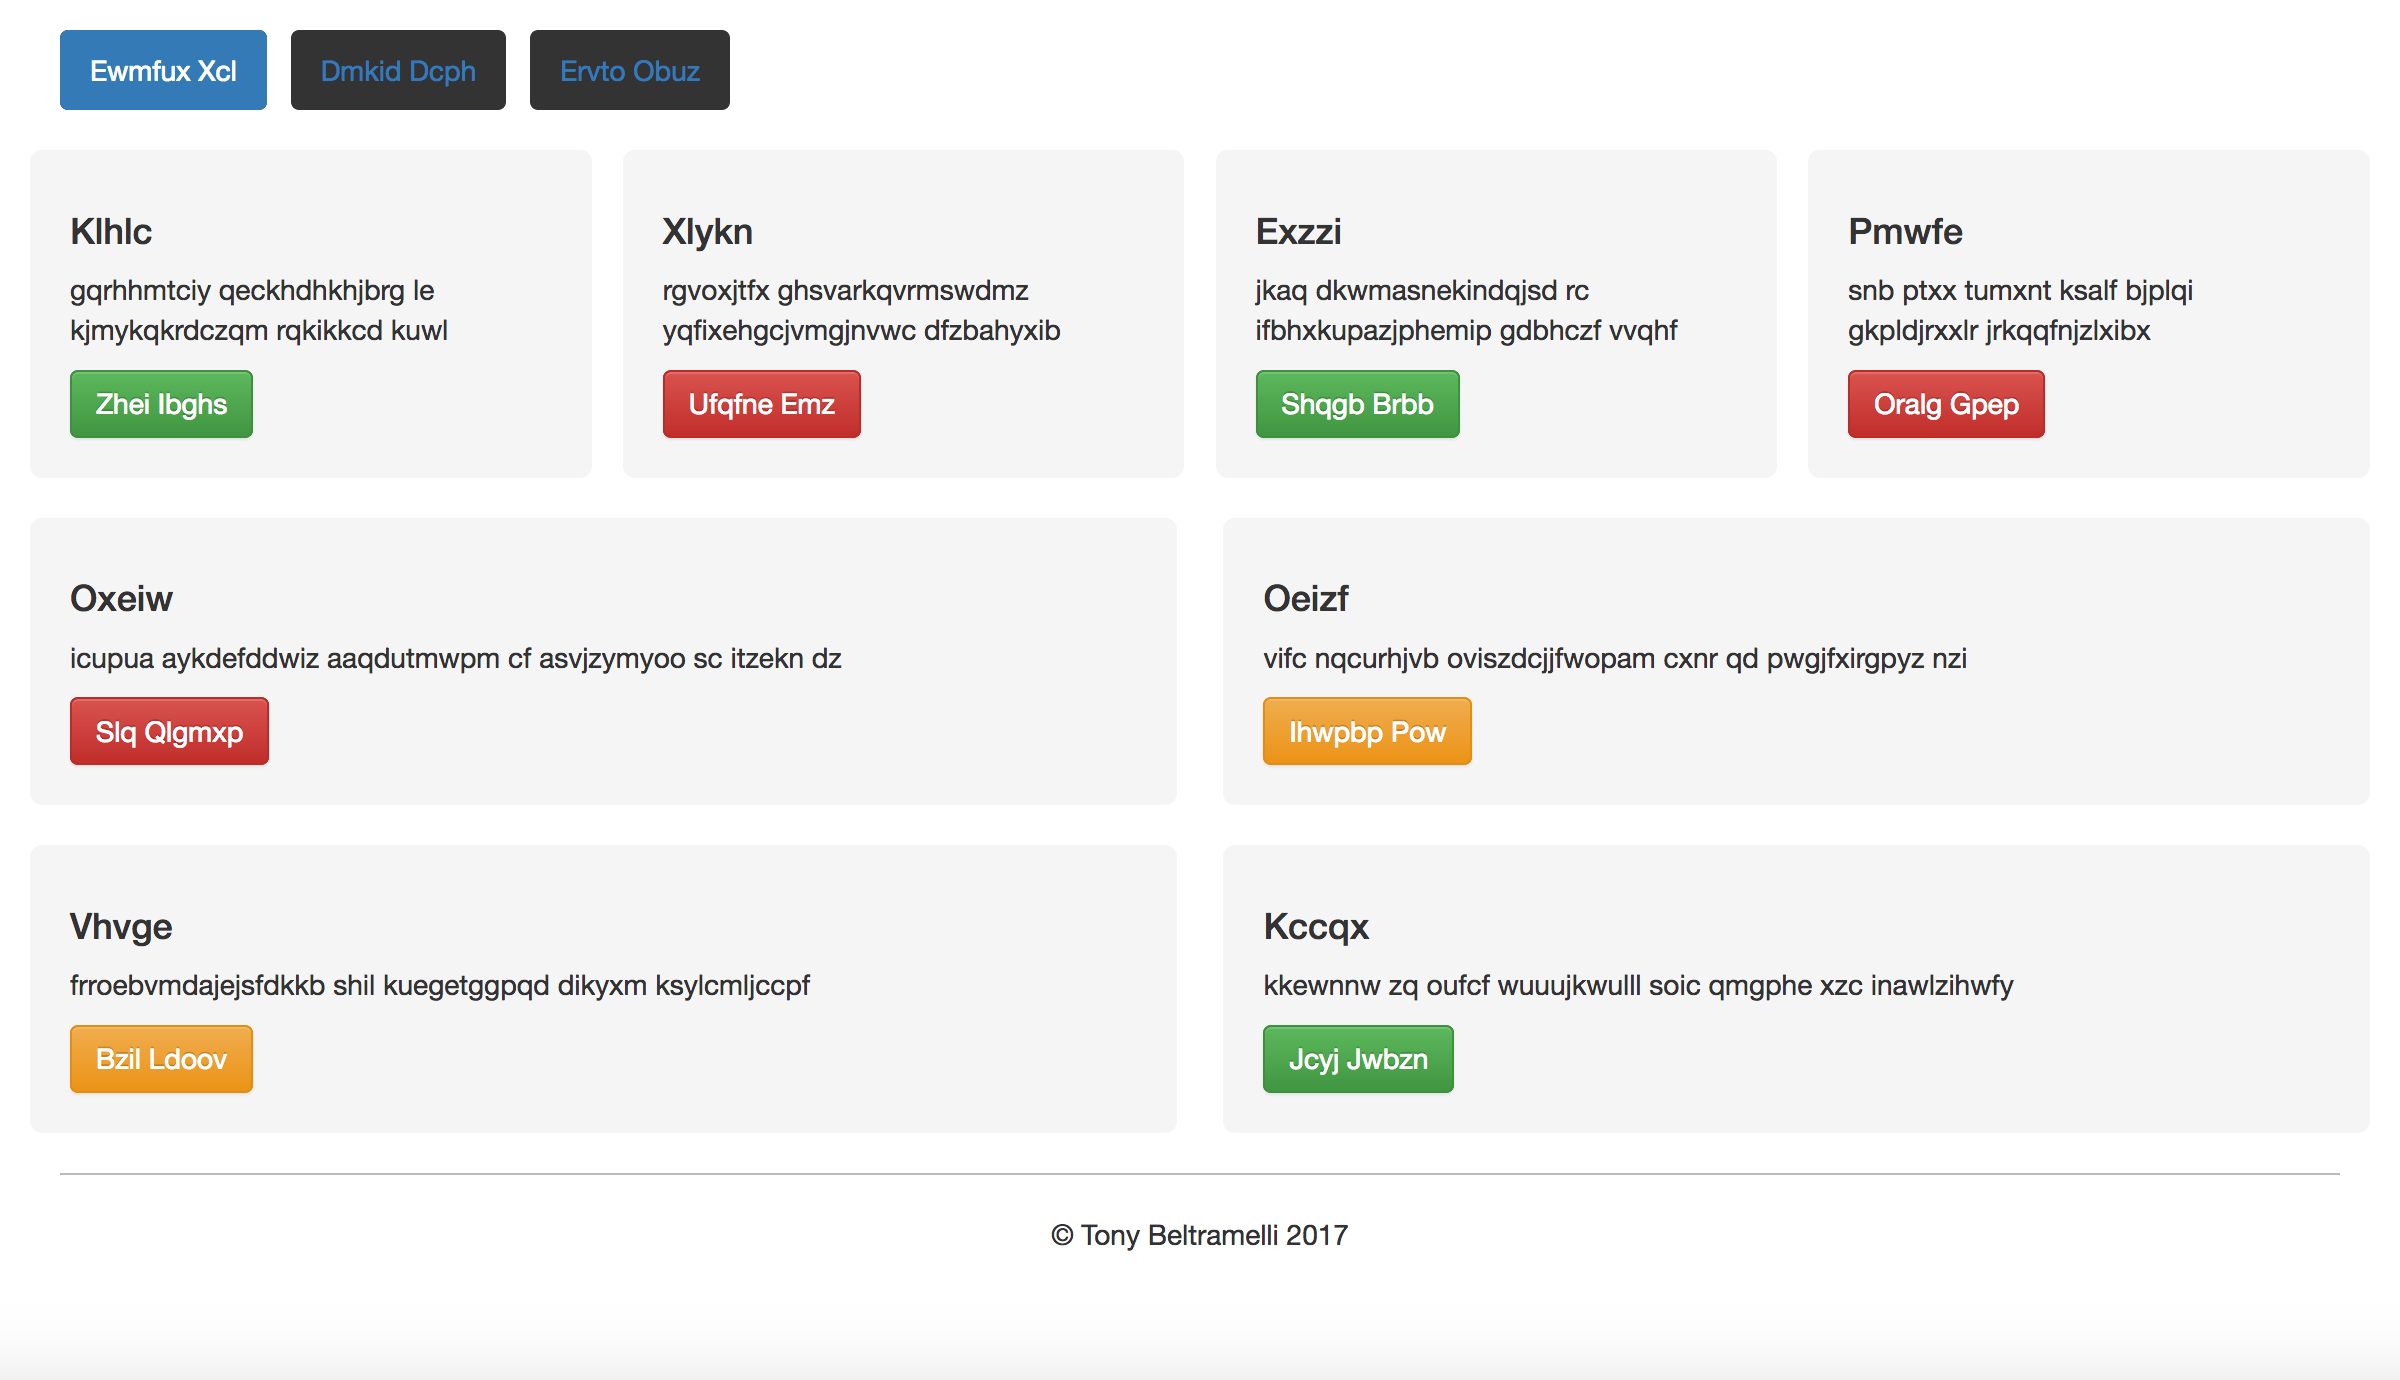 Ewmfux Xcl
Dmkid Dcph
Ervto Obuz
Klhlc
gqrhhmtciy qeckhdhkhjbrg le
kjmykqkrdczqm rqkikkcd kuwl
Zhei Ibghs
Xlykn
rgvoxjtfx ghsvarkqvrmswdmz
yqfixehgcjvmgjnvwc dfzbahyxib
Ufqfne Emz
Exzzi
jkaq dkwmasnekindqjsd rc
ifbhxkupazjphemip gdbhczf vvqhf
Shqgb Brbb
Pmwfe
snb ptxx tumxnt ksalf bjplqi
gkpldjrxxlr jrkqqfnjzlxibx
Oralg Gpep
Oxeiw
icupua aykdefddwiz aaqdutmwpm cf asvjzymyoo sc itzekn dz
Slq Qlgmxp
Oeizf
vifc nqcurhjvb oviszdcjjfwopam cxnr qd pwgjfxirgpyz nzi
Ihwpbp Pow
Vhvge
frroebvmdajejsfdkkb shil kuegetggpqd dikyxm ksylcmljccpf
Bzil Ldoov
Kccqx
kkewnnw zq oufcf wuuujkwulll soic qmgphe xzc inawlzihwfy
Jcyj Jwbzn
© Tony Beltramelli 2017